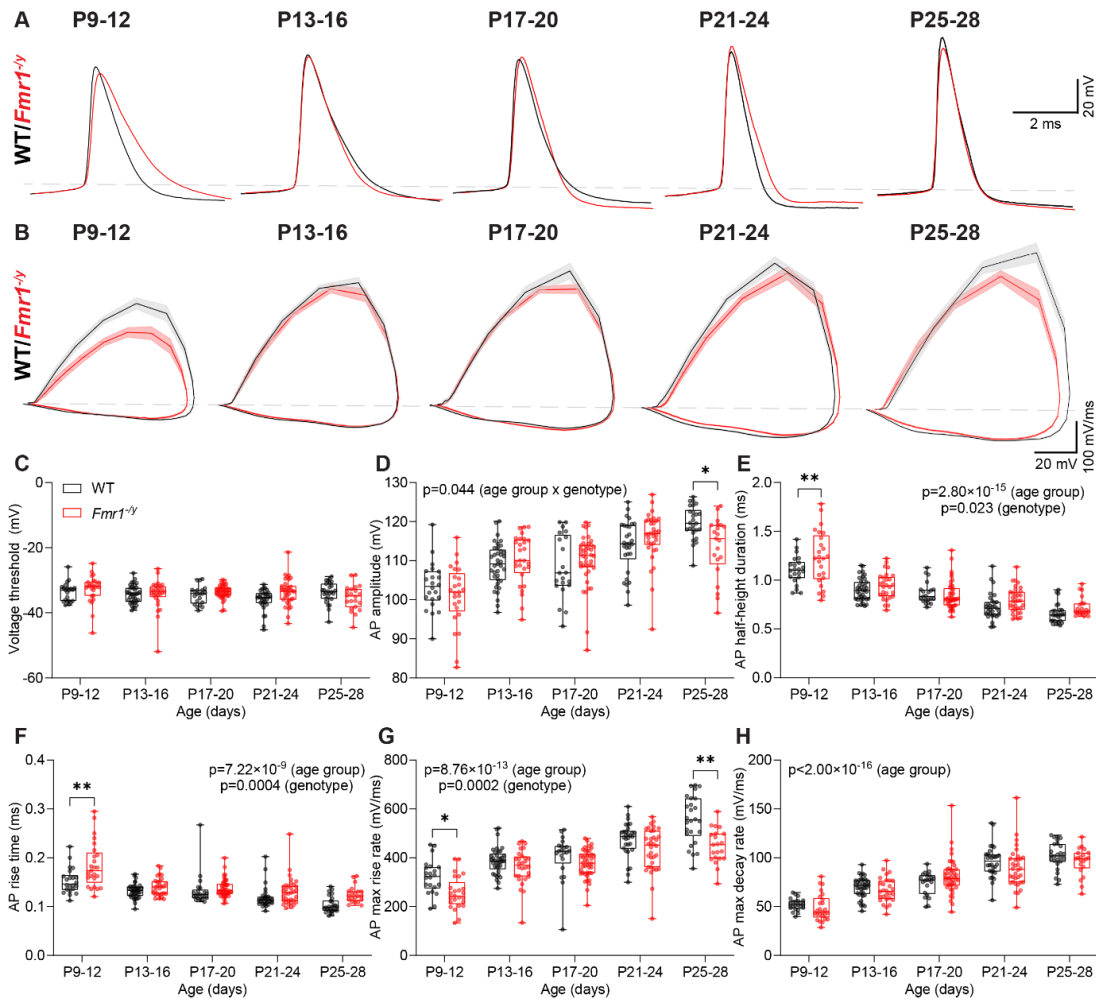 A
P9-12 P13-16 P17-20 P21-24 P25-28
WT/Fmr1-/y
20 mV
2 ms
B
P9-12 P13-16 P17-20 P21-24 P25-28
WT/Fmr1-/y
100 mV/ms
20 mV
C
WT
Fmr1-/y
Voltage threshold (mV)
0
-20
-40
-60
P9-12 P13-16 P17-20 P21-24 P25-28
Age (days)
D
p=0.044 (age group x genotype)
*
AP amplitude (mV)
130
120
110
100
90
80
P9-12 P13-16 P17-20 P21-24 P25-28
Age (days)
E
**
p=2.80×10-15 (age group)
p=0.023 (genotype)
AP half-height duration (ms)
2.0
1.5
1.0
0.5
0.0
P9-12 P13-16 P17-20 P21-24 P25-28
Age (days)
F
**
p=7.22×10-9 (age group)
p=0.0004 (genotype)
AP rise time (ms)
0.4
0.3
0.2
0.1
0.0
P9-12 P13-16 P17-20 P21-24 P25-28
Age (days)
G
p=8.76×10-13 (age group)
p=0.0002 (genotype)
*
**
AP max rise rate (mV/ms)
800
600
400
200
0
P9-12 P13-16 P17-20 P21-24 P25-28
Age (days)
H
p<2.00×10-16 (age group)
AP max decay rate (mV/ms)
200
150
100
50
0
P9-12 P13-16 P17-20 P21-24 P25-28
Age (days)